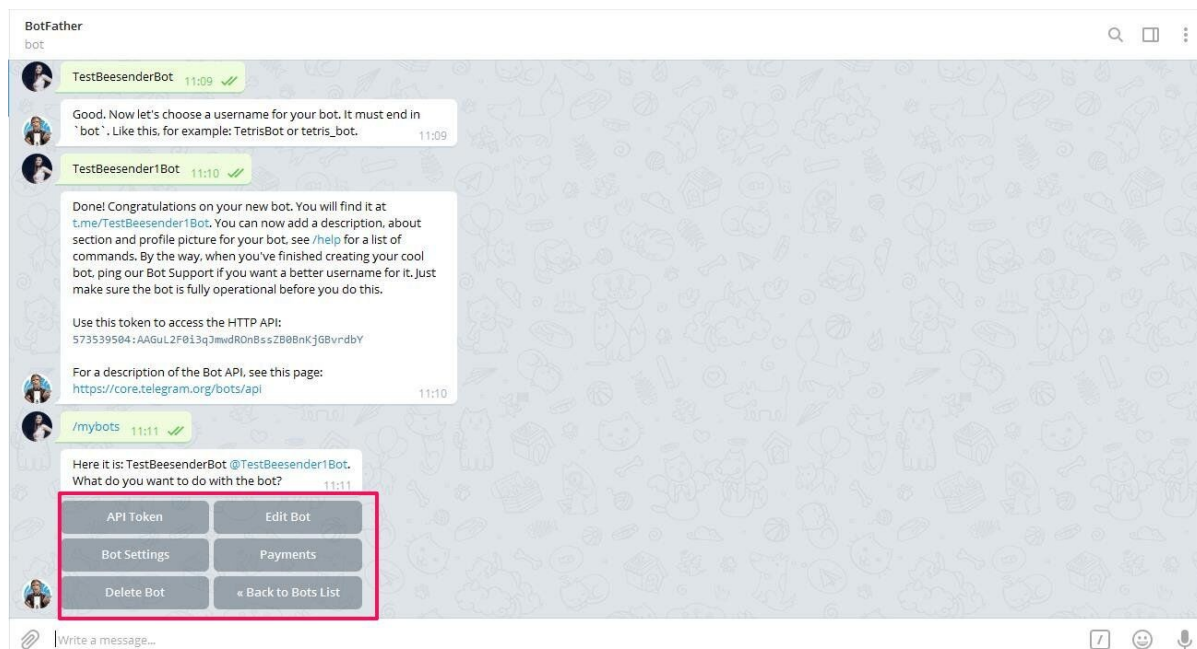 BotFather
bot
TestBeesenderBot 11:09
Good. Now let's choose a username for your bot. It must end in
`bot`. Like this, for example: TetrisBot or tetris_bot. 11:09
TestBeesender1Bot 11:10
Done! Congratulations on your new bot. You will find it at
t.me/TestBeesender1Bot. You can now add a description, about
section and profile picture for your bot, see /help for a list of
commands. By the way, when you've finished creating your cool
bot, ping our Bot Support if you want a better username for it. Just
make sure the bot is fully operational before you do this.
Use this token to access the HTTP API:
573539504:AAGuL2F0i3qJmwdROnBssZB0BnKjGBvrdbY
For a description of the Bot API, see this page:
https://core.telegram.org/bots/api 11:10
/mybots 11:11
Here it is: TestBeesenderBot @TestBeesender1Bot.
What do you want to do with the bot? 11:11
API Token Edit Bot
Bot Settings Payments
Delete Bot « Back to Bots List
Write a message...